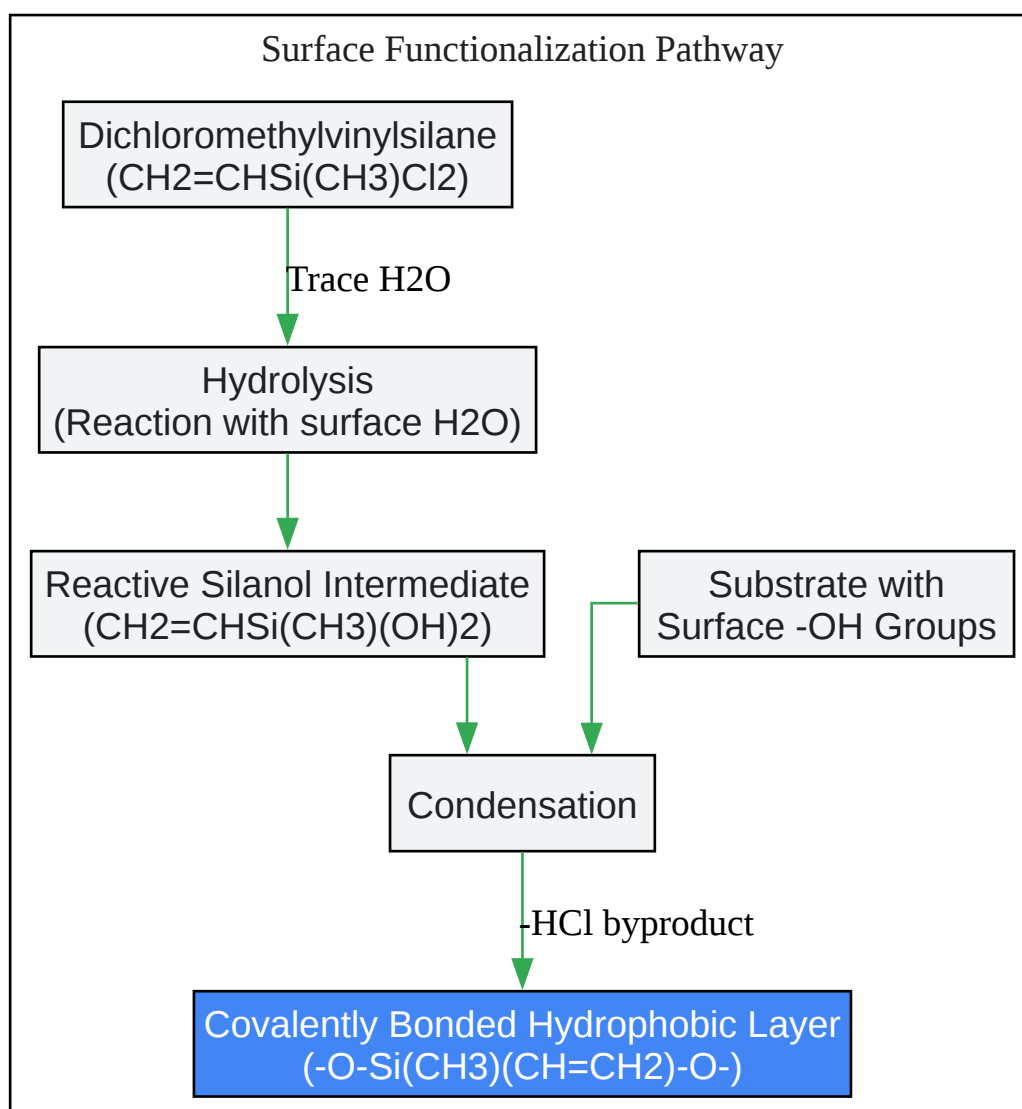 Surface Functionalization Pathway
Dichloromethylvinylsilane
(CH2=CHSi(CH3)Cl2)
Trace H2O
Hydrolysis
(Reaction with surface H2O)
Reactive Silanol Intermediate
(CH2=CHSi(CH3)(OH)2)
Substrate with
Surface -OH Groups
Condensation
-HCl byproduct
Covalently Bonded Hydrophobic Layer
(-O-Si(CH3)(CH=CH2)-O-)